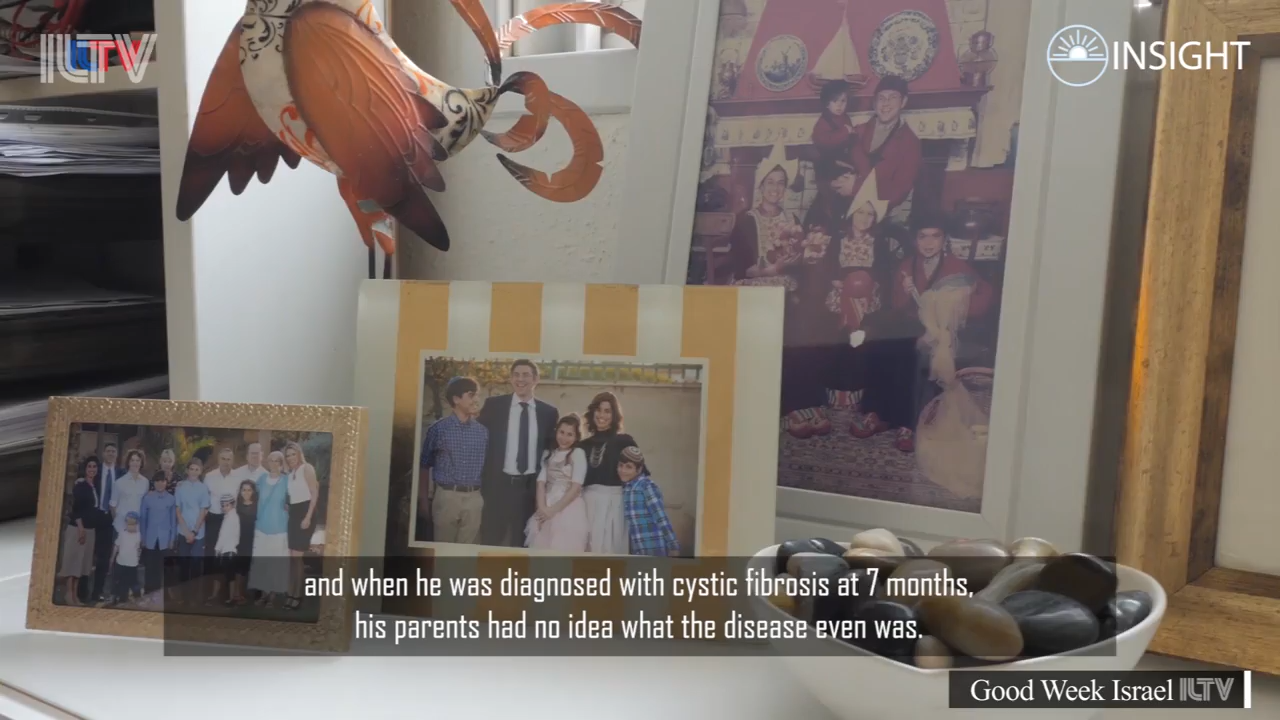 ILTV
INSIGHT
and when he was diagnosed with cystic fibrosis at 7 months,
his parents had no idea what the disease even was.
Good Week Israel ILTV